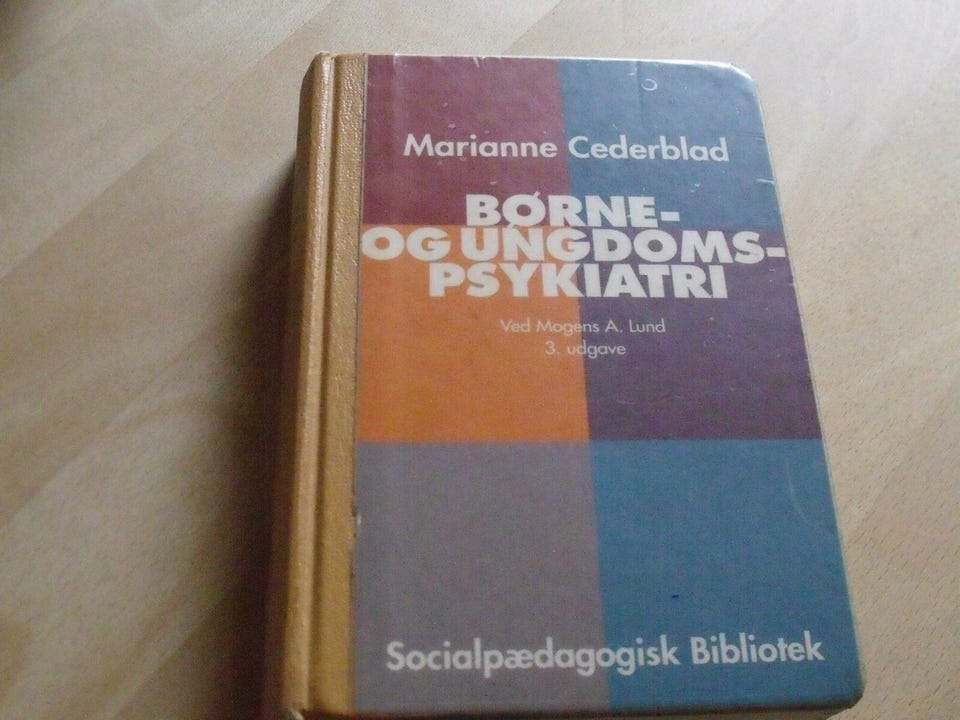 Marianne Cederblad
BØRNE-
OG UNGDOMS-
PSYKIATRI
Ved Mogens A. Lund
3. udgave
Socialpædagogisk Bibliotek